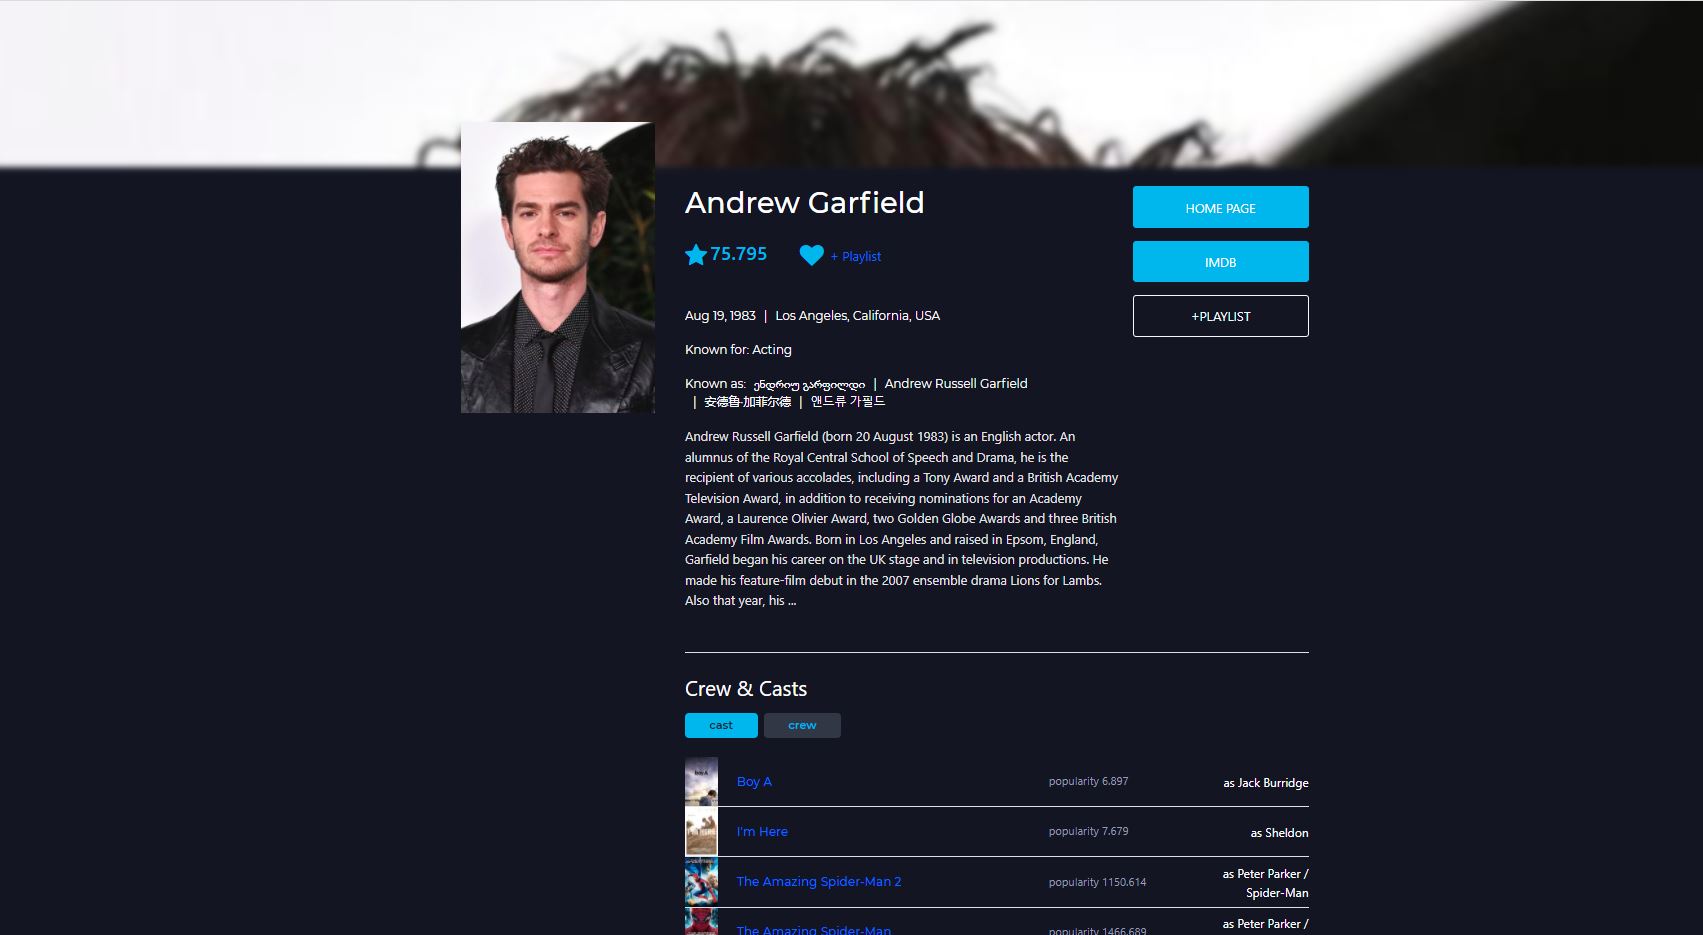 Andrew Garfield
HOME PAGE
75.795
+ Playlist
IMDB
+PLAYLIST
Aug 19, 1983 | Los Angeles, California, USA
Known for: Acting
Known as: ენდრიუ გარფილდი | Andrew Russell Garfield
| 安德鲁·加菲尔德 | 앤드류 가필드
Andrew Russell Garfield (born 20 August 1983) is an English actor. An
alumnus of the Royal Central School of Speech and Drama, he is the
recipient of various accolades, including a Tony Award and a British Academy
Television Award, in addition to receiving nominations for an Academy
Award, a Laurence Olivier Award, two Golden Globe Awards and three British
Academy Film Awards. Born in Los Angeles and raised in Epsom, England,
Garfield began his career on the UK stage and in television productions. He
made his feature-film debut in the 2007 ensemble drama Lions for Lambs.
Also that year, his ...
Crew & Casts
cast crew
Boy A popularity 6.897 as Jack Burridge
I'm Here popularity 7.679 as Sheldon
The Amazing Spider-Man 2 popularity 1150.614 as Peter Parker /
Spider-Man
The Amazing Spider-Man popularity 1466.689 as Peter Parker /